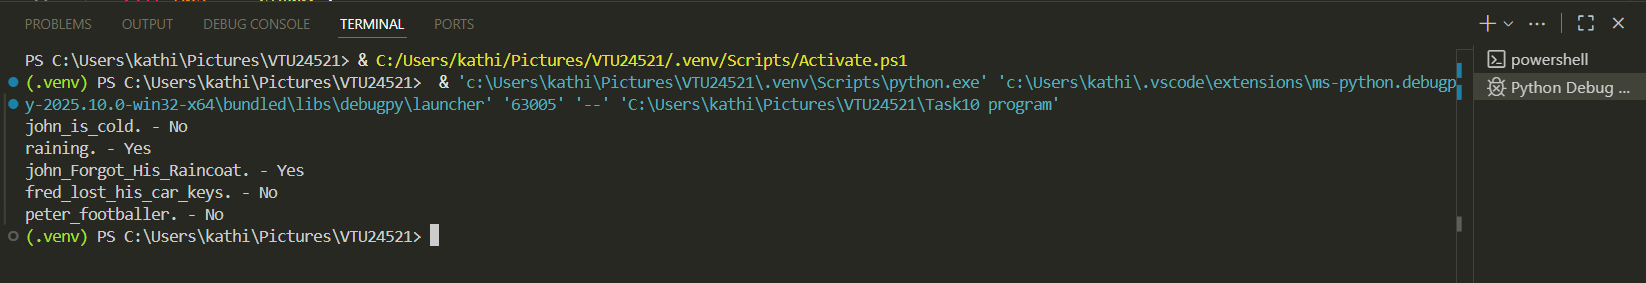 PROBLEMS OUTPUT DEBUG CONSOLE TERMINAL PORTS
PS C:\Users\kathi\Pictures\VTU24521> & C:/Users/kathi/Pictures/VTU24521/.venv/Scripts/Activate.ps1
(.venv) PS C:\Users\kathi\Pictures\VTU24521>  & 'c:\Users\kathi\Pictures\VTU24521\.venv\Scripts\python.exe' 'c:\Users\kathi\.vscode\extensions\ms-python.debugp
y-2025.10.0-win32-x64\bundled\libs\debugpy\launcher' '63005' '--' 'C:\Users\kathi\Pictures\VTU24521\Task10 program'
john_is_cold. - No
raining. - Yes
john_Forgot_His_Raincoat. - Yes
fred_lost_his_car_keys. - No
peter_footballer. - No
(.venv) PS C:\Users\kathi\Pictures\VTU24521>
powershell
Python Debug ...